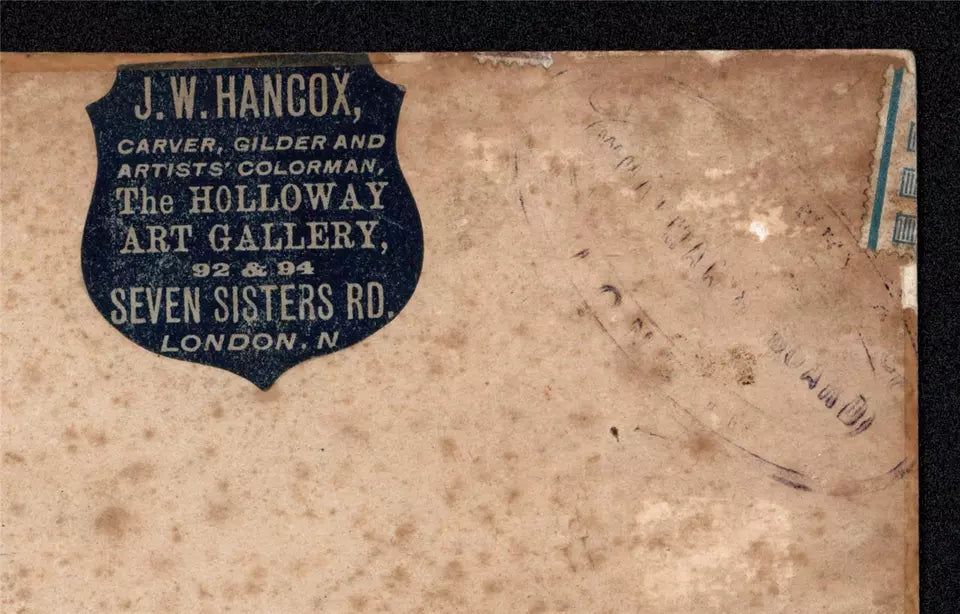 J. W. HANCOX,
CARVER, GILDER AND
ARTISTS' COLORMAN,
The HOLLOWAY
ART GALLERY,
92 & 94
SEVEN SISTERS RD.
LONDON. N